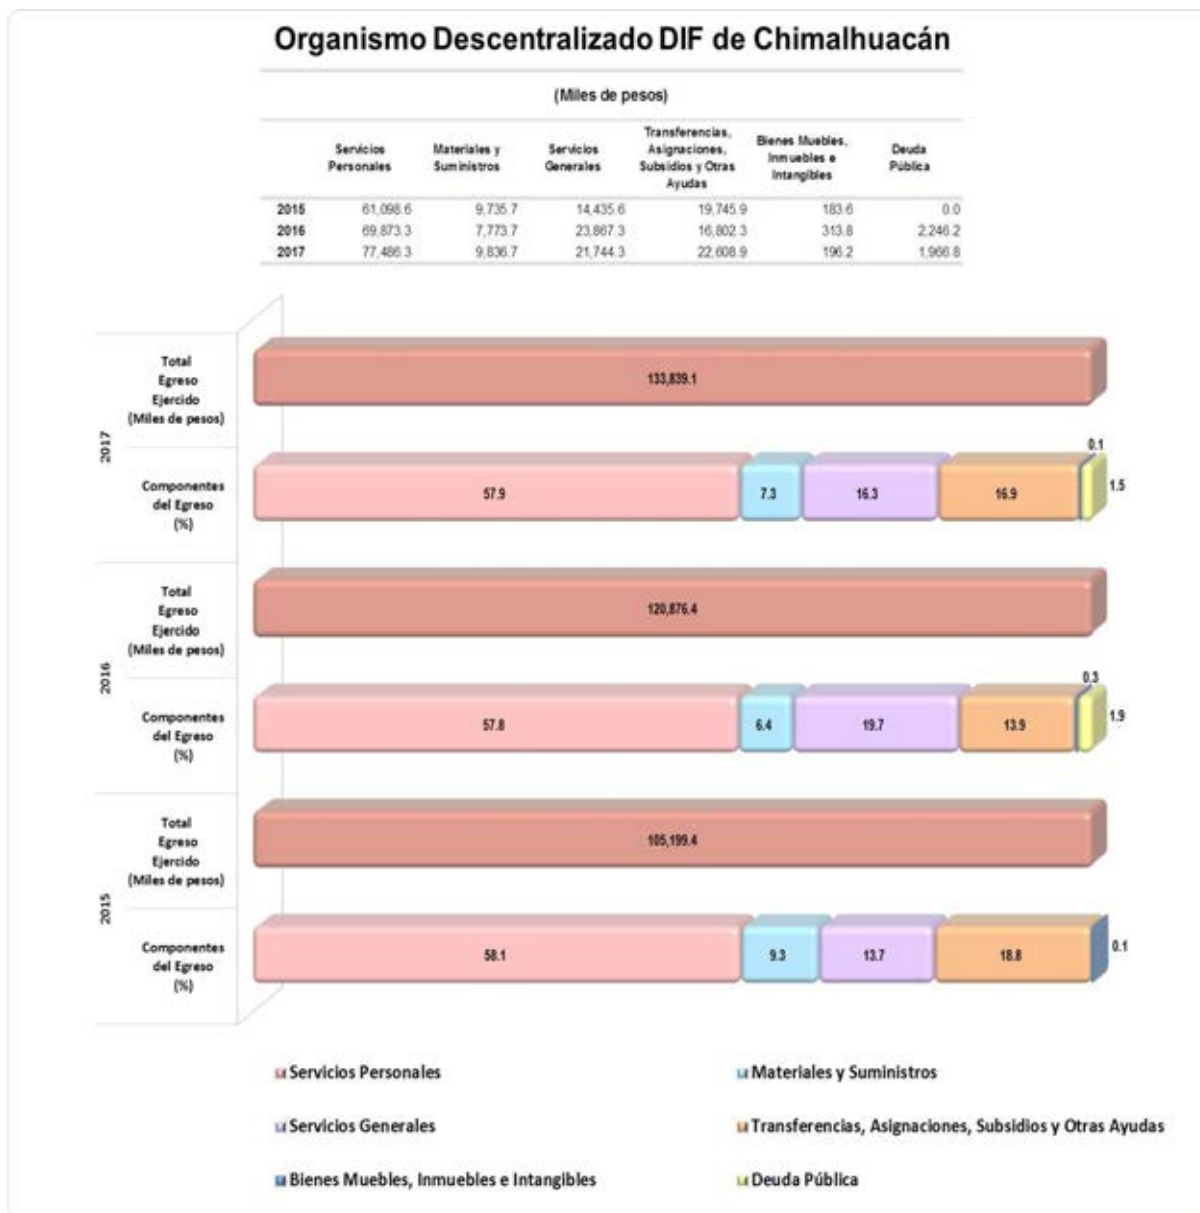 Organismo Descentralizado DIF de Chimalhuacán
(Miles de pesos)
Servicios Personales
Materiales y Suministros
Servicios Generales
Transferencias, Asignaciones, Subsidios y Otras Ayudas
Bienes Muebles, Inmuebles e Intangibles
Deuda Pública
2015 61,098.6 9,735.7 14,435.6 19,745.9 183.6 0.0
2016 69,873.3 7,773.7 23,867.3 16,802.3 313.8 2,246.2
2017 77,486.3 9,836.7 21,744.3 22,608.9 196.2 1,966.8
2017
Total
Egreso
Ejercido
(Miles de pesos)
133,839.1
Componentes
del Egreso
(%)
57.9 7.3 16.3 16.9 0.1 1.5
2016
Total
Egreso
Ejercido
(Miles de pesos)
120,876.4
Componentes
del Egreso
(%)
57.8 6.4 19.7 13.9 0.3 1.9
2015
Total
Egreso
Ejercido
(Miles de pesos)
105,199.4
Componentes
del Egreso
(%)
58.1 9.3 13.7 18.8 0.1
Servicios Personales
Materiales y Suministros
Servicios Generales
Transferencias, Asignaciones, Subsidios y Otras Ayudas
Bienes Muebles, Inmuebles e Intangibles
Deuda Pública